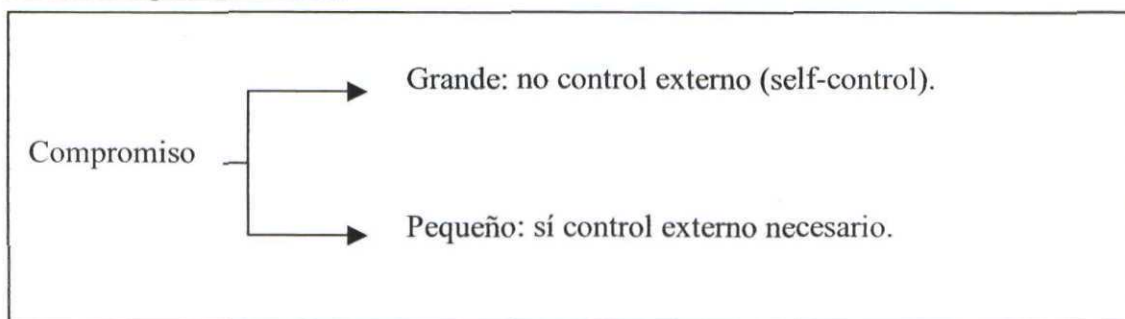 Grande: no control externo (self-control).
Compromiso
Pequeño: sí control externo necesario.